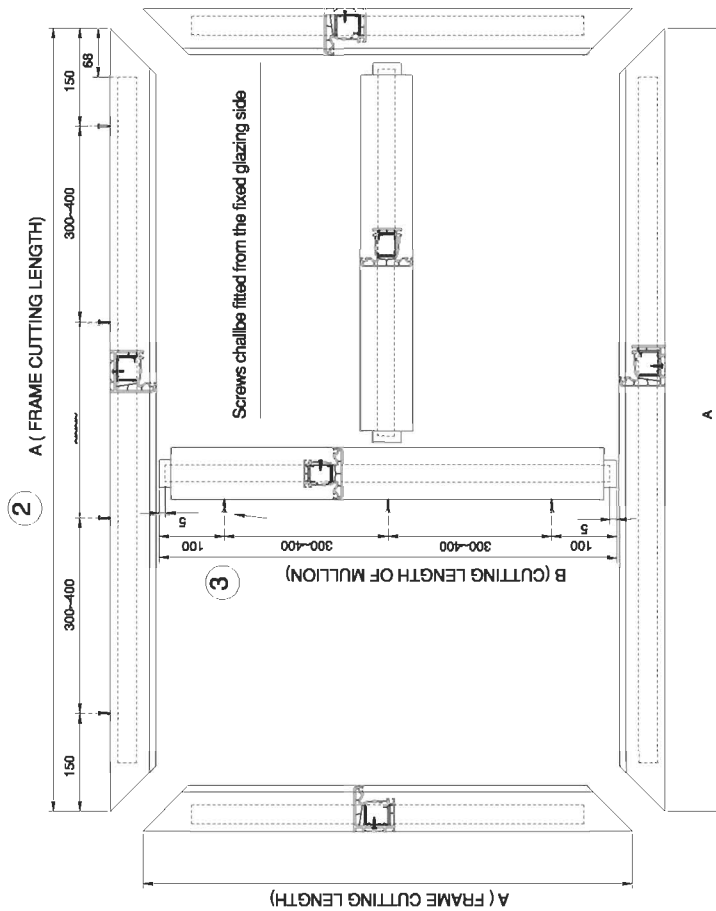 A ( FRAME CUTTING LENGTH)
2
150
300~400
300~400
150
68
Screws challbe fitted from the fixed glazing side
5
100
300~400
300~400
100
5
B (CUTTING LENGTH OF MULLION)
3
A ( FRAME CUTTING LENGTH)
A